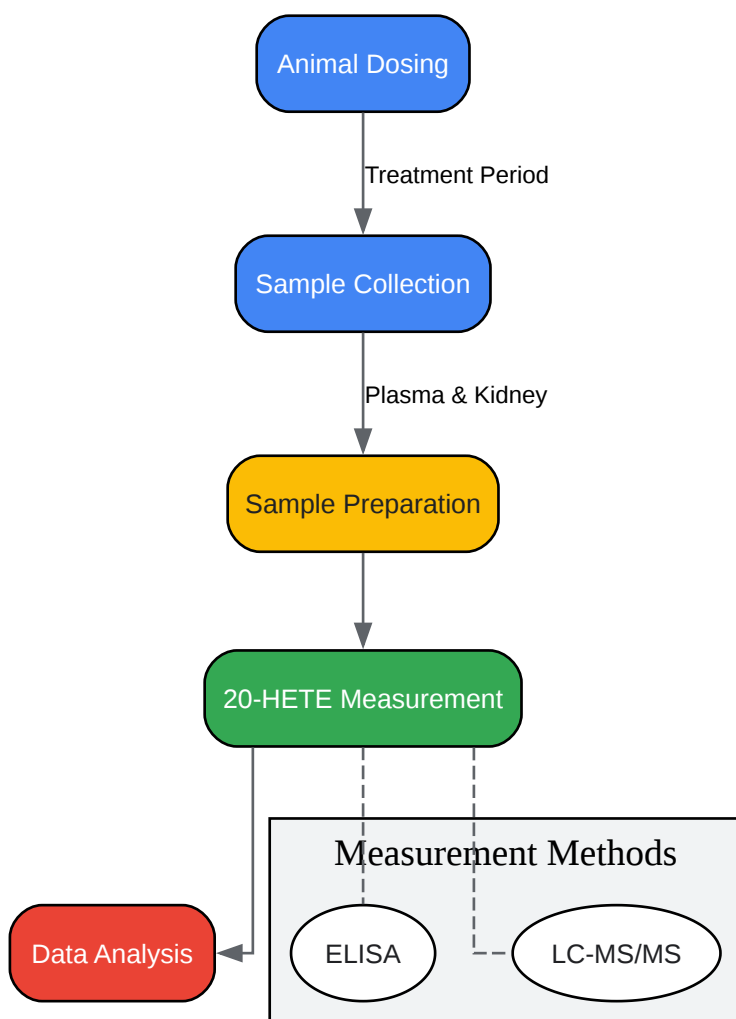 Animal Dosing
Treatment Period
Sample Collection
Plasma & Kidney
Sample Preparation
20-HETE Measurement
Measurement Methods
Data Analysis
ELISA
LC-MS/MS